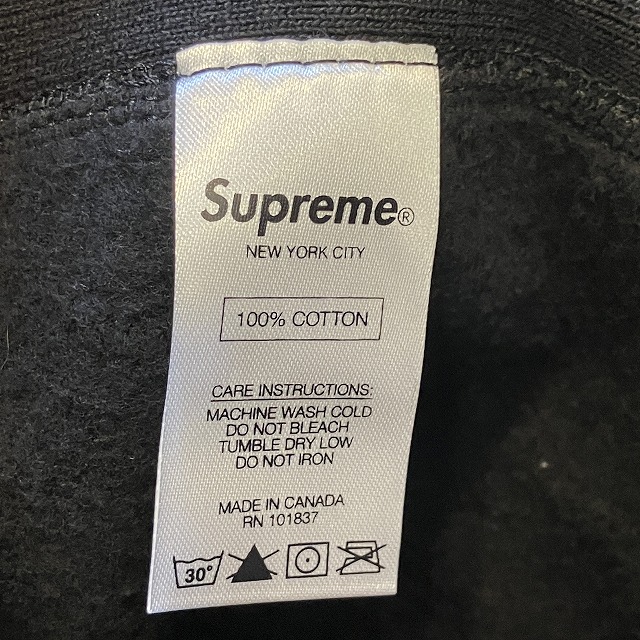 Supreme®
NEW YORK CITY
100% COTTON
CARE INSTRUCTIONS:
MACHINE WASH COLD
DO NOT BLEACH
TUMBLE DRY LOW
DO NOT IRON
MADE IN CANADA
RN 101837
30°